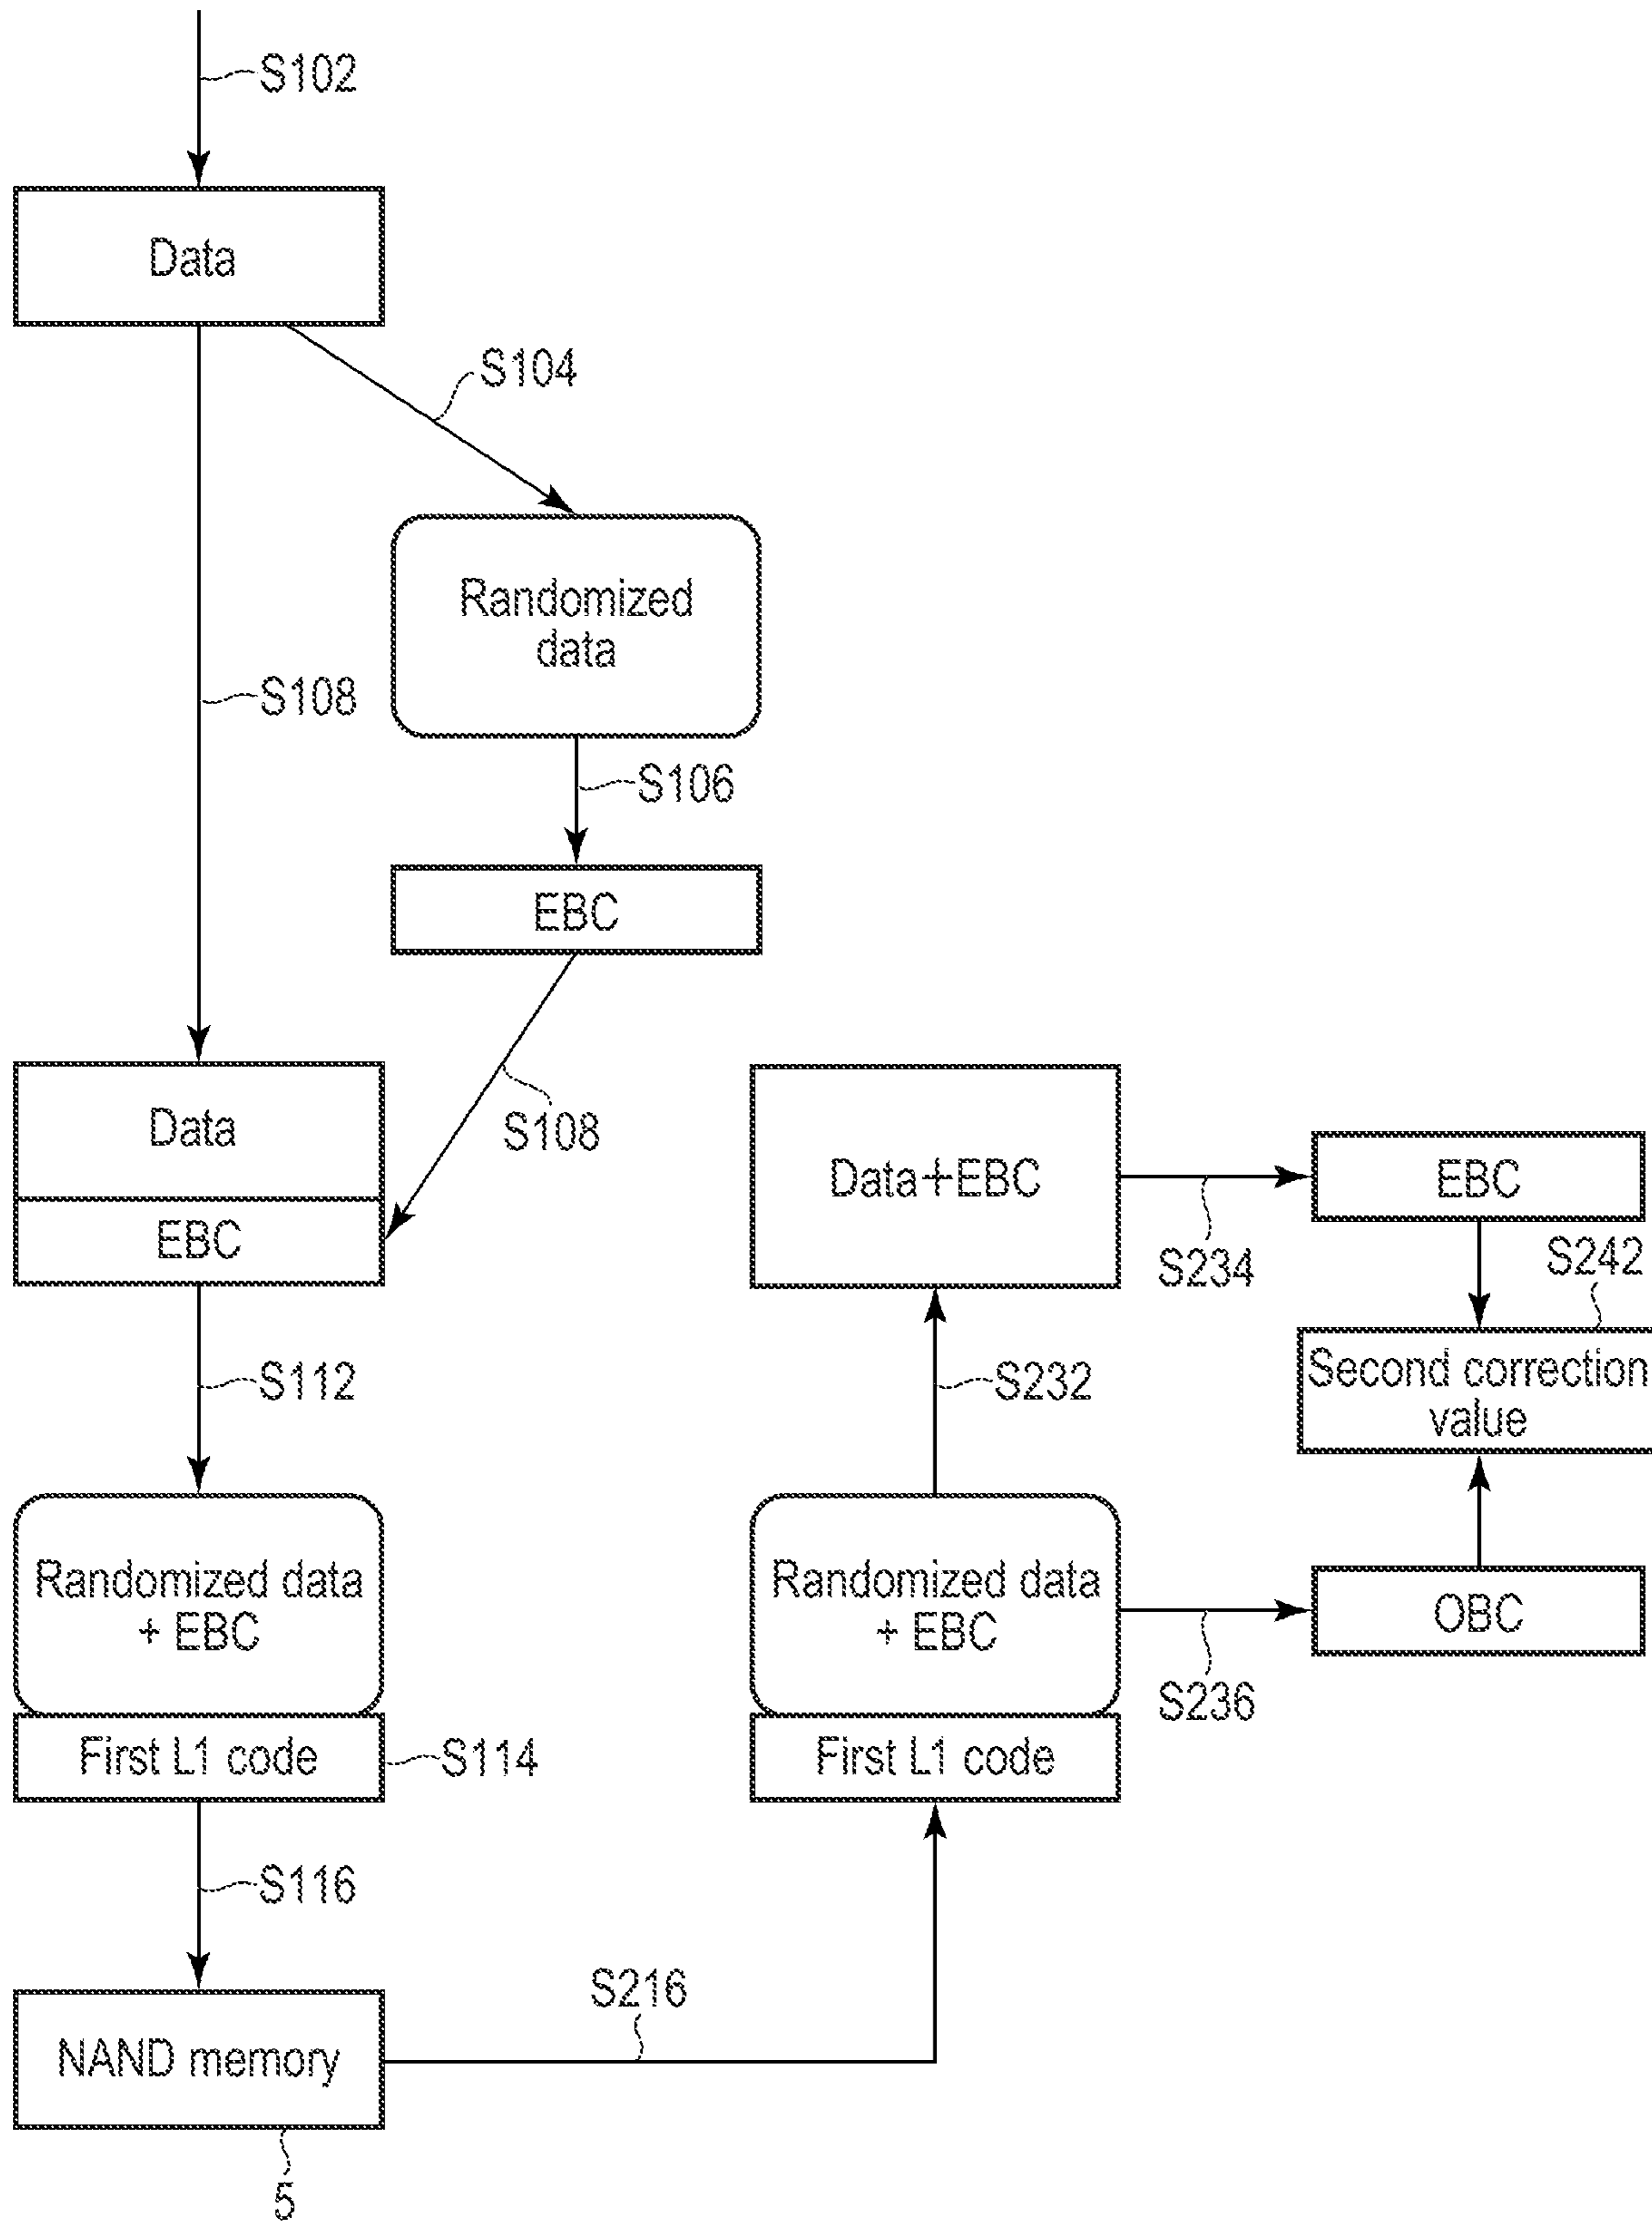 S102
Data
S104
Randomized
data
S108
S106
EBC
S108
Data
EBC
Data+EBC
S234
EBC
S242
S112
S232
Second correction
value
Randomized data
+ EBC
Randomized data
+ EBC
OBC
S236
First L1 code
S114
First L1 code
S116
S216
NAND memory
5